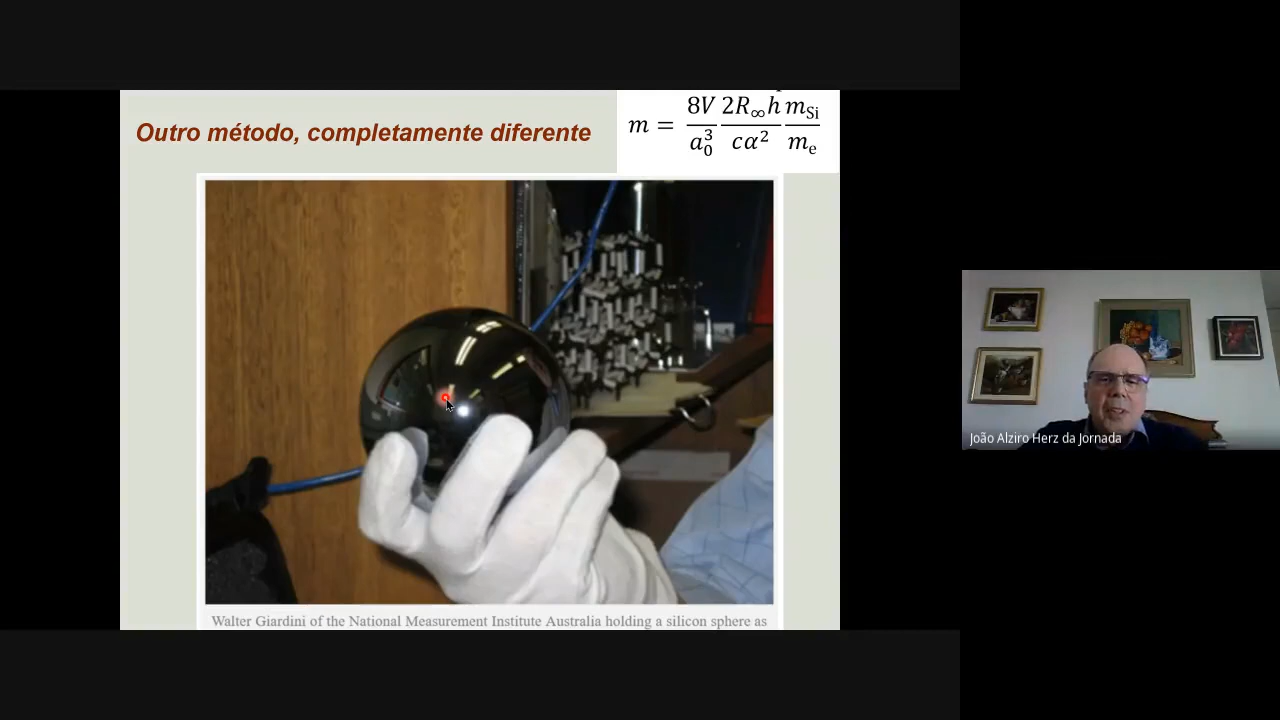 Outro método, completamente diferente
m = 8V/a₀³ 2R∞h/cα² mSi/me
Walter Giardini of the National Measurement Institute Australia holding a silicon sphere as
João Alziro Herz da Jornada